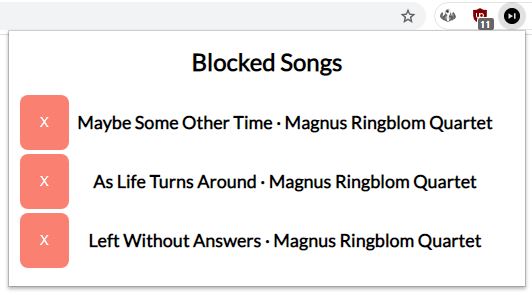 11
Blocked Songs
X Maybe Some Other Time · Magnus Ringblom Quartet
X As Life Turns Around · Magnus Ringblom Quartet
X Left Without Answers · Magnus Ringblom Quartet